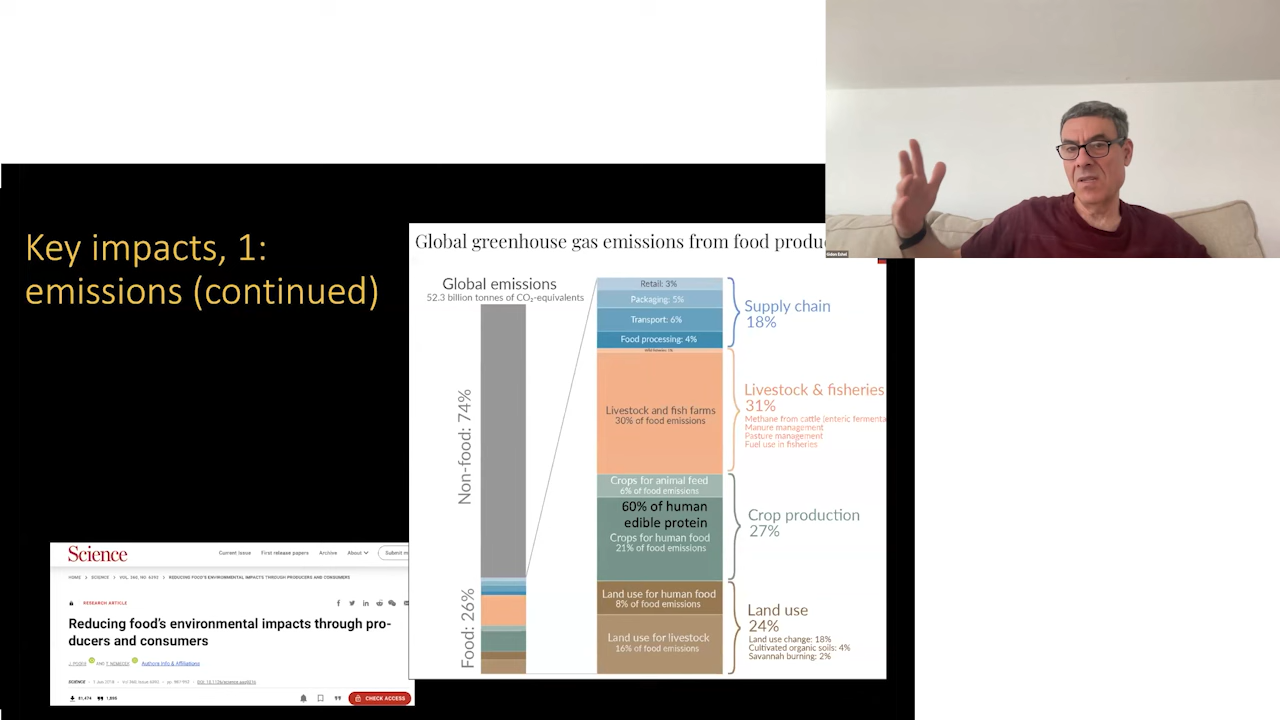 Key impacts, 1:
emissions (continued)
Global greenhouse gas emissions from food produ
Global emissions
52.3 billion tonnes of CO₂-equivalents
Non-food: 74%
Food: 26%
Retail: 3%
Packaging: 5%
Transport: 6%
Food processing: 4%
Livestock and fish farms
30% of food emissions
Crops for animal feed
6% of food emissions
60% of human
edible protein
Crops for human food
21% of food emissions
Land use for human food
8% of food emissions
Land use for livestock
16% of food emissions
Supply chain
18%
Livestock & fisheries
31%
Methane from cattle (enteric fermenta
Manure management
Pasture management
Fuel use in fisheries
Crop production
27%
Land use
24%
Land use change: 18%
Cultivated organic soils: 4%
Savannah burning: 2%
Science
Current Issue First release papers Archive About Submit m
HOME > SCIENCE > VOL. 360, NO. 6392 > REDUCING FOOD'S ENVIRONMENTAL IMPACTS THROUGH PRODUCERS AND CONSUMERS
RESEARCH ARTICLE
Reducing food's environmental impacts through pro-
ducers and consumers
Authors Info & Affiliations
CHECK ACCESS